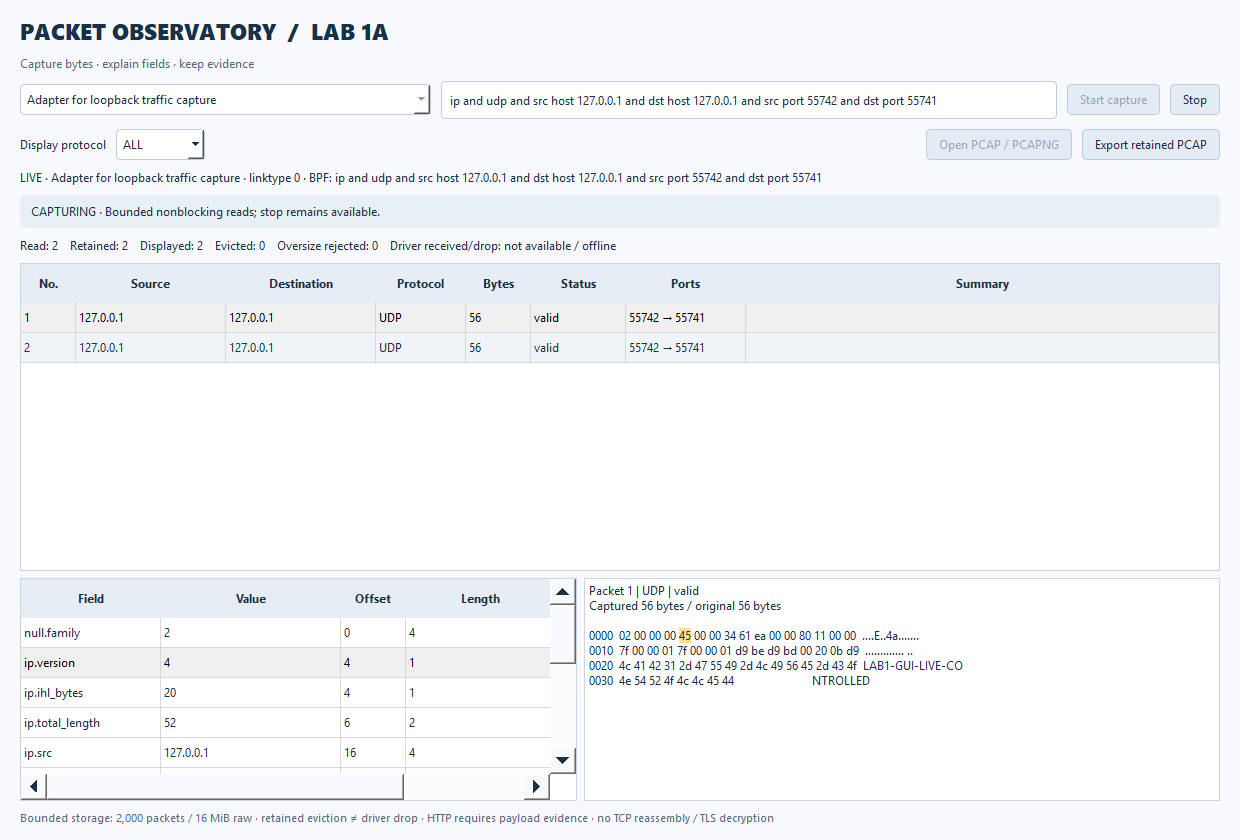 PACKET OBSERVATORY / LAB 1A
Capture bytes · explain fields · keep evidence
Adapter for loopback traffic capture
ip and udp and src host 127.0.0.1 and dst host 127.0.0.1 and src port 55742 and dst port 55741
Start capture
Stop
Display protocol
ALL
Open PCAP / PCAPNG
Export retained PCAP
LIVE · Adapter for loopback traffic capture · linktype 0 · BPF: ip and udp and src host 127.0.0.1 and dst host 127.0.0.1 and src port 55742 and dst port 55741
CAPTURING · Bounded nonblocking reads; stop remains available.
Read: 2 Retained: 2 Displayed: 2 Evicted: 0 Oversize rejected: 0 Driver received/drop: not available / offline
No. Source Destination Protocol Bytes Status Ports Summary
1 127.0.0.1 127.0.0.1 UDP 56 valid 55742 → 55741
2 127.0.0.1 127.0.0.1 UDP 56 valid 55742 → 55741
Field Value Offset Length
null.family 2 0 4
ip.version 4 4 1
ip.ihl_bytes 20 4 1
ip.total_length 52 6 2
ip.src 127.0.0.1 16 4
Packet 1 | UDP | valid
Captured 56 bytes / original 56 bytes
0000 02 00 00 00 45 00 00 34 61 ea 00 00 80 11 00 00 ....E..4a.......
0010 7f 00 00 01 7f 00 00 01 d9 be d9 bd 00 20 0b d9 ............. ..
0020 4c 41 42 31 2d 47 55 49 2d 4c 49 56 45 2d 43 4f LAB1-GUI-LIVE-CO
0030 4e 54 52 4f 4c 4c 45 44 NTROLLED
Bounded storage: 2,000 packets / 16 MiB raw · retained eviction ≠ driver drop · HTTP requires payload evidence · no TCP reassembly / TLS decryption